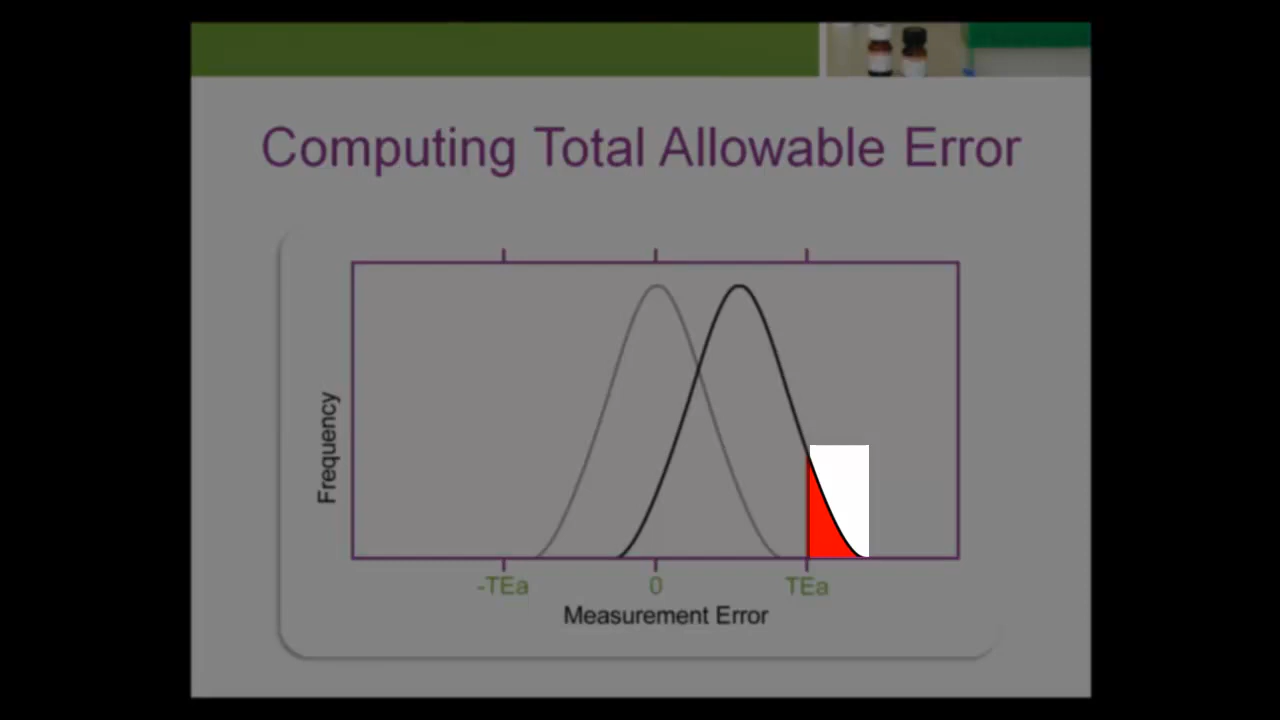 Computing Total Allowable Error
Frequency
-TEa 0 TEa
Measurement Error